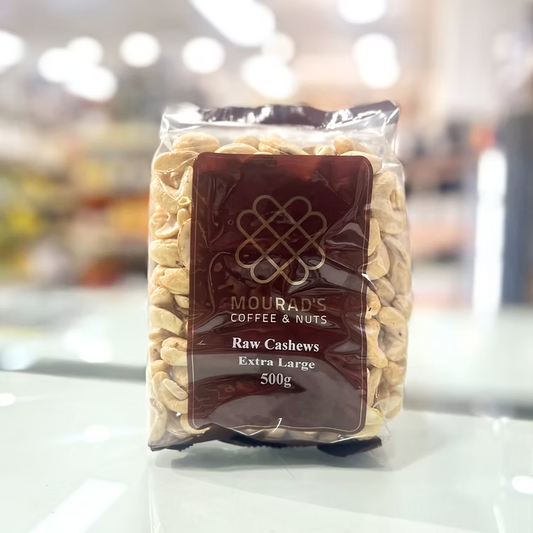 MOURAD'S
COFFEE & NUTS
Raw Cashews
Extra Large
500g